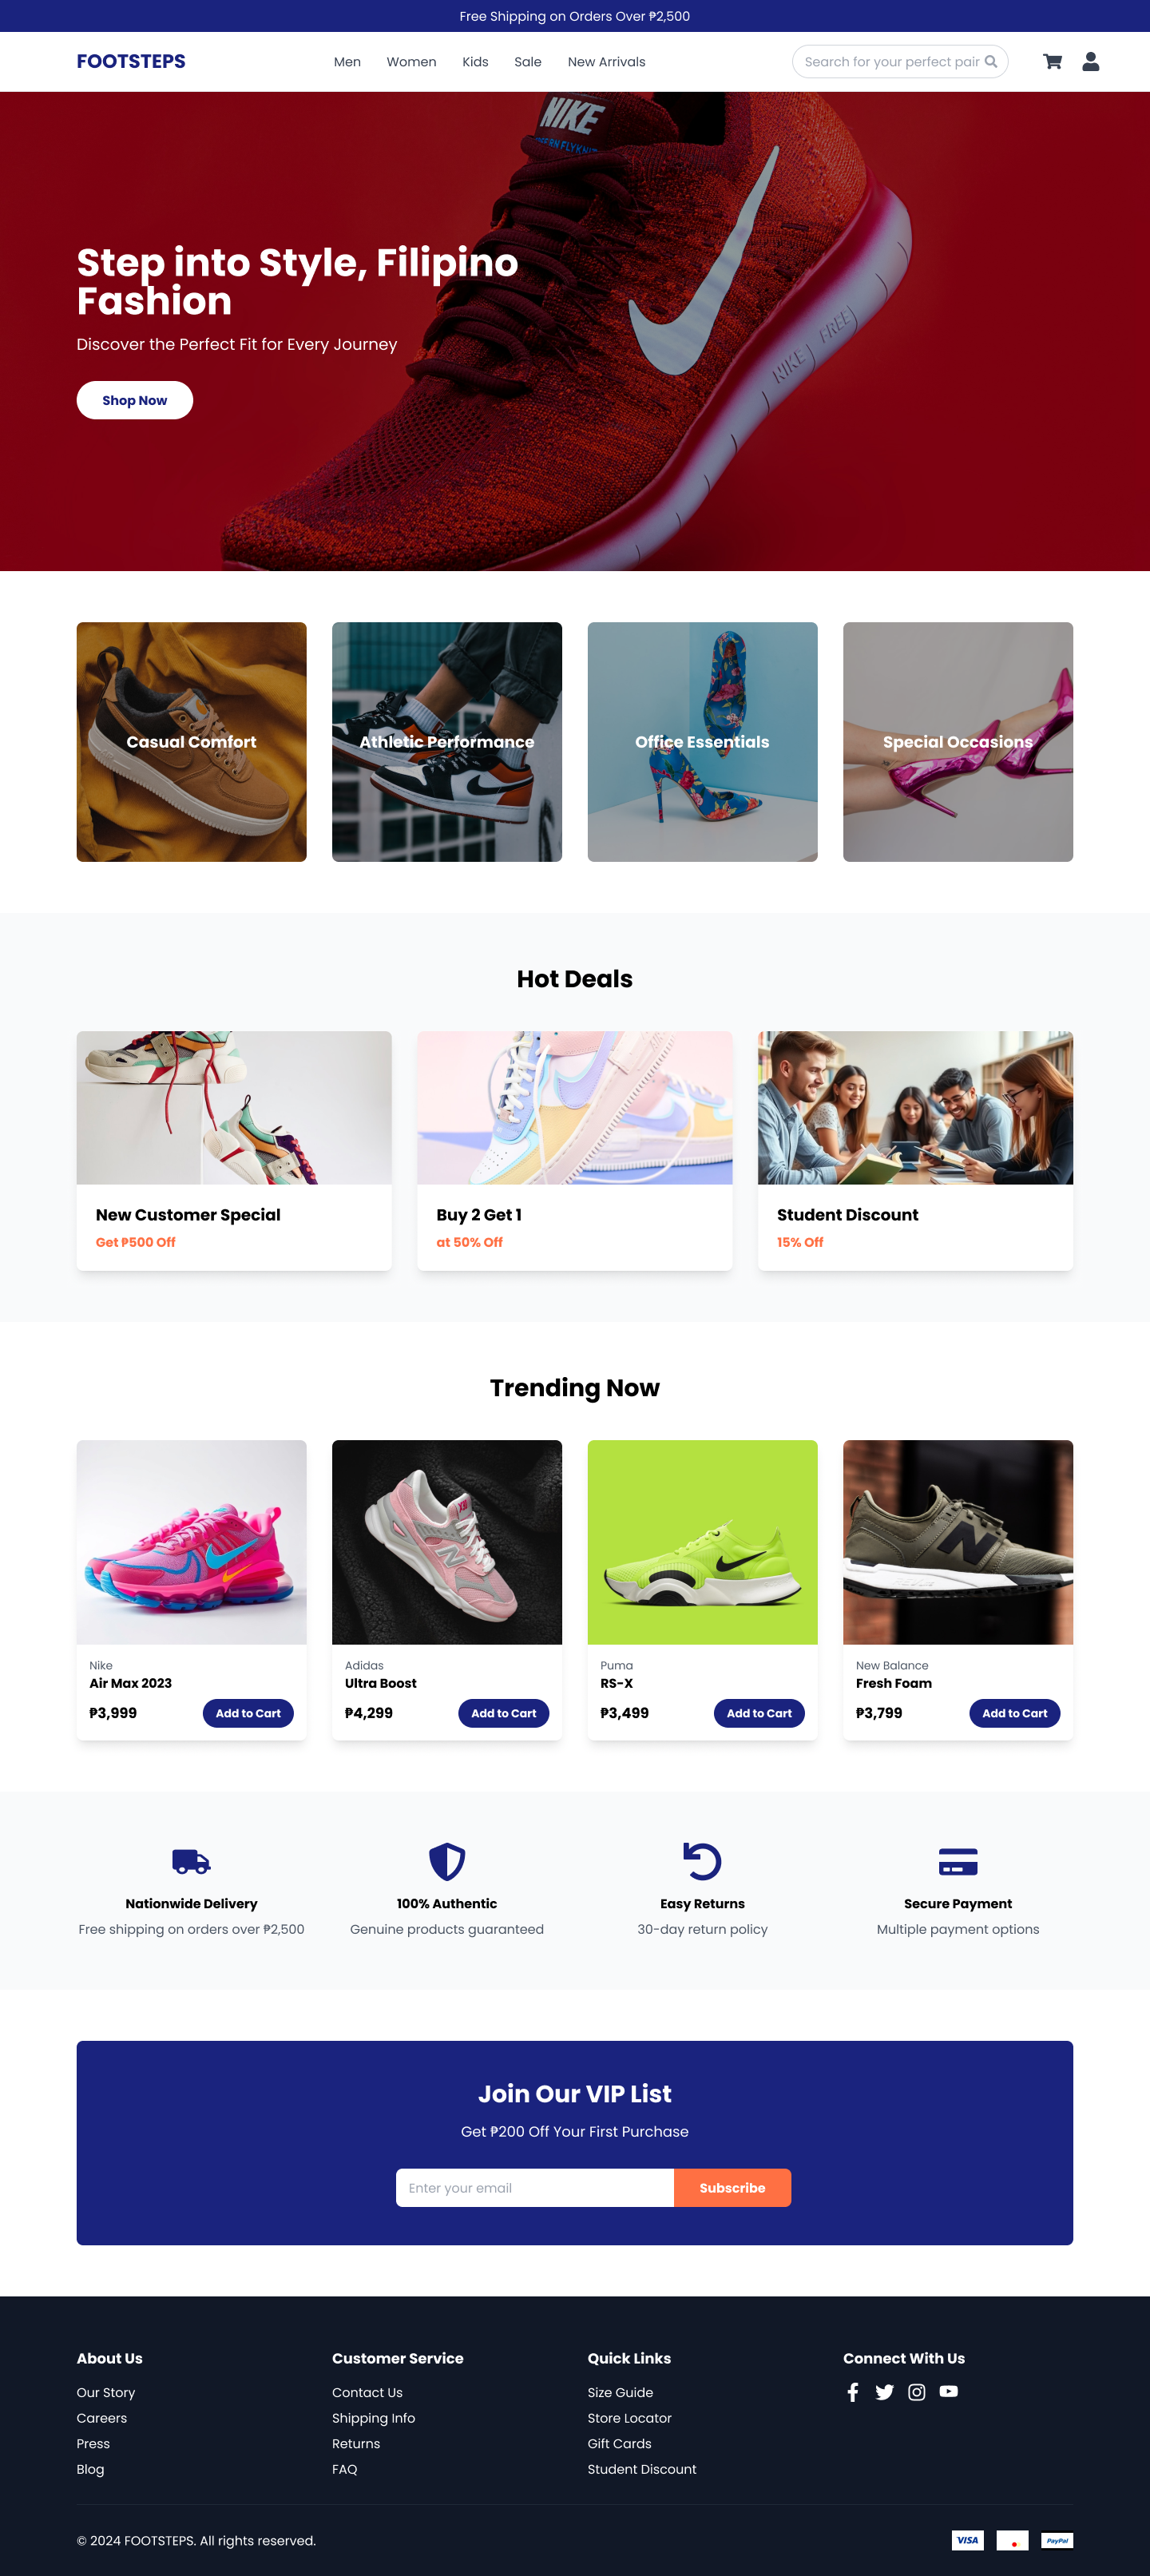 Free Shipping on Orders Over ₱2,500
FOOTSTEPS
Men
Women
Kids
Sale
New Arrivals
Search for your perfect pair
NIKE
NIKE FREE
Step into Style, Filipino
Fashion
Discover the Perfect Fit for Every Journey
Shop Now
Casual Comfort
Athletic Performance
Office Essentials
Special Occasions
Hot Deals
New Customer Special
Get ₱500 Off
Buy 2 Get 1
at 50% Off
Student Discount
15% Off
Trending Now
Nike
Air Max 2023
₱3,999
Add to Cart
Adidas
Ultra Boost
₱4,299
Add to Cart
Puma
RS-X
₱3,499
Add to Cart
New Balance
Fresh Foam
₱3,799
Add to Cart
Nationwide Delivery
Free shipping on orders over ₱2,500
100% Authentic
Genuine products guaranteed
Easy Returns
30-day return policy
Secure Payment
Multiple payment options
Join Our VIP List
Get ₱200 Off Your First Purchase
Enter your email
Subscribe
About Us
Our Story
Careers
Press
Blog
Customer Service
Contact Us
Shipping Info
Returns
FAQ
Quick Links
Size Guide
Store Locator
Gift Cards
Student Discount
Connect With Us
© 2024 FOOTSTEPS. All rights reserved.
VISA
PayPal